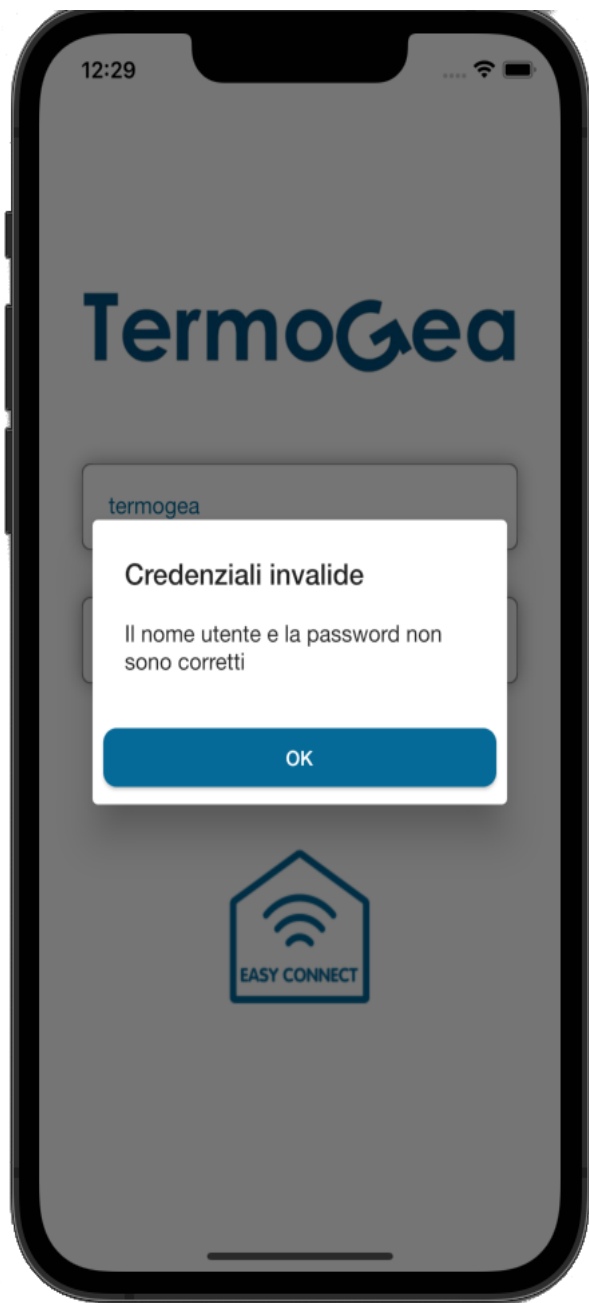 12:29
TermoGea
termogea
Credenziali invalide
Il nome utente e la password non
sono corretti
OK
EASY CONNECT